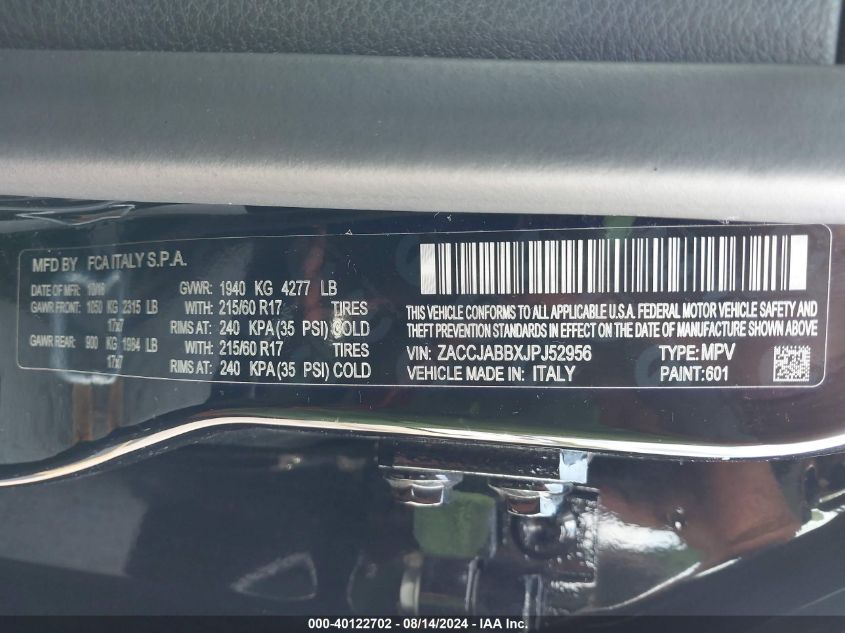 MFD BY FCA ITALY S.P.A.
DATE OF MFR: 10/18 GVWR: 1940 KG 4277 LB
GAWR FRONT: 1050 KG 2315 LB WITH: 215/60 R17 TIRES
17x7 RIMS AT: 240 KPA (35 PSI) COLD
GAWR REAR: 900 KG 1984 LB WITH: 215/60 R17 TIRES
17x7 RIMS AT: 240 KPA (35 PSI) COLD
THIS VEHICLE CONFORMS TO ALL APPLICABLE U.S.A. FEDERAL MOTOR VEHICLE SAFETY AND
THEFT PREVENTION STANDARDS IN EFFECT ON THE DATE OF MANUFACTURE SHOWN ABOVE
VIN: ZACCJABBXJPJ52956 TYPE: MPV
VEHICLE MADE IN: ITALY PAINT: 601
000-40122702 - 08/14/2024 - IAA Inc.